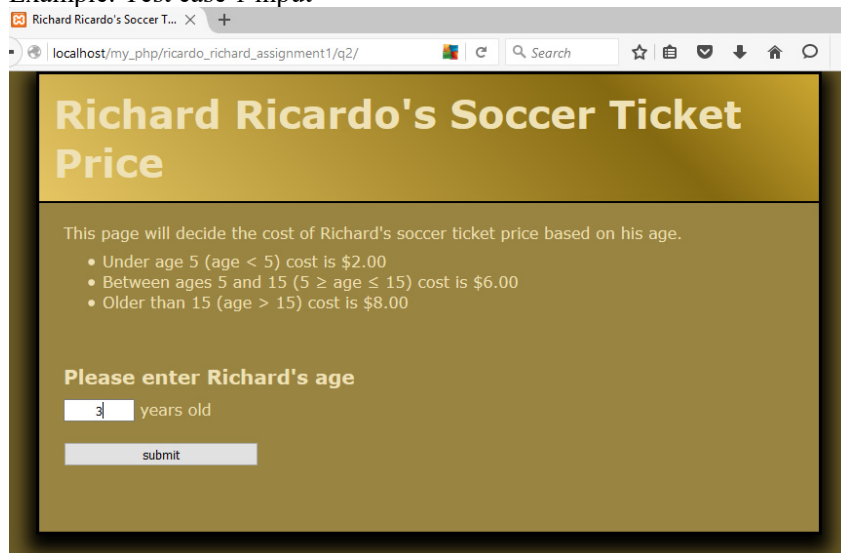 Richard Ricardo's Soccer T...
localhost/my_php/ricardo_richard_assignment1/q2/
Search
Richard Ricardo's Soccer Ticket
Price
This page will decide the cost of Richard's soccer ticket price based on his age.
• Under age 5 (age < 5) cost is $2.00
• Between ages 5 and 15 (5 ≥ age ≤ 15) cost is $6.00
• Older than 15 (age > 15) cost is $8.00
Please enter Richard's age
3 years old
submit